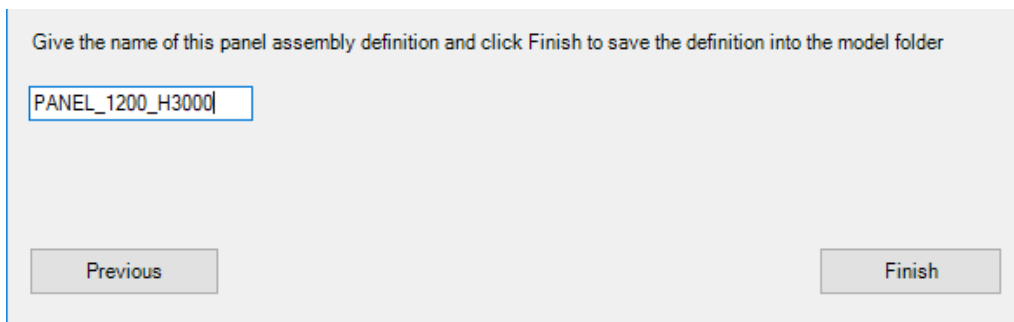 Give the name of this panel assembly definition and click Finish to save the definition into the model folder
PANEL_1200_H3000
Previous
Finish